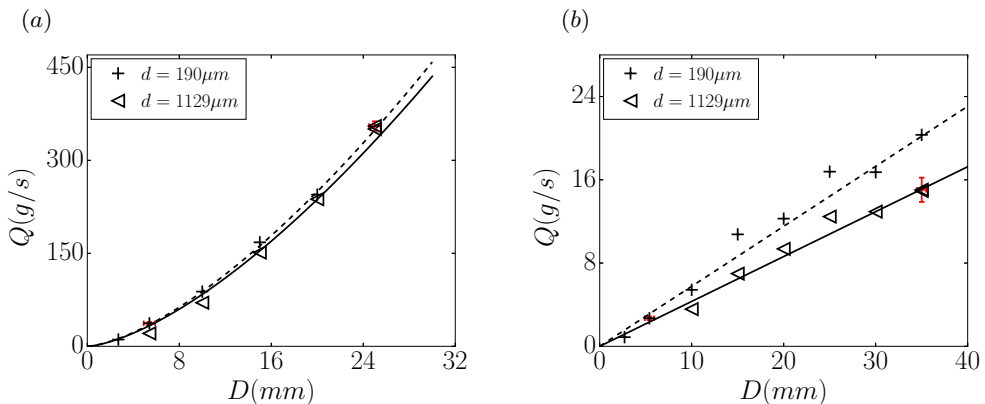 (a)
450
300
150
0
Q(g/s)
d = 190μm
d = 1129μm
0 8 16 24 32
D(mm)
(b)
24
16
8
0
Q(g/s)
d = 190μm
d = 1129μm
0 10 20 30 40
D(mm)